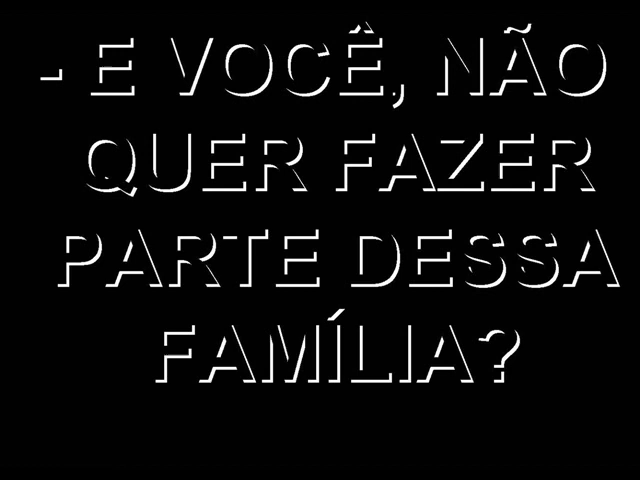 - E VOCÊ, NÃO
QUER FAZER
PARTE DESSA
FAMÍLIA?